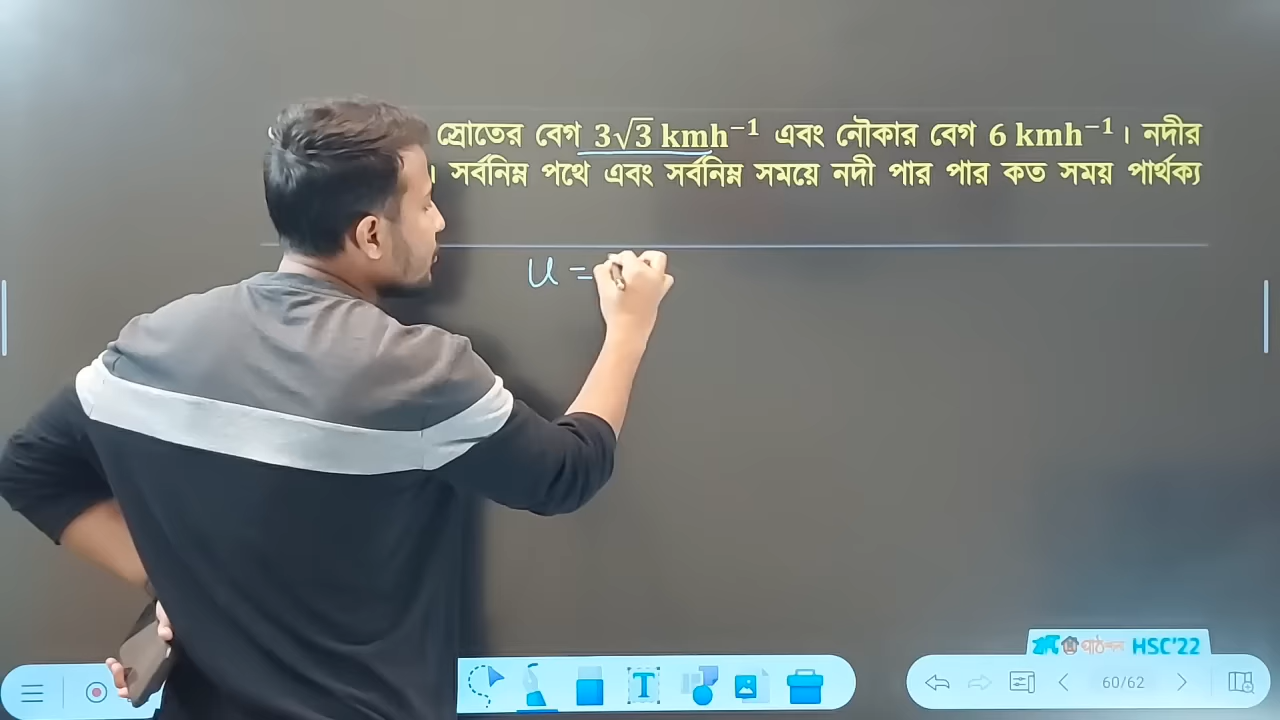 স্রোতের বেগ 3√3 kmh⁻¹ এবং নৌকার বেগ 6 kmh⁻¹। নদীর
। সর্বনিম্ন পথে এবং সর্বনিম্ন সময়ে নদী পার পার কত সময় পার্থক্য
u =
পাঠশালা HSC'22
60/62
T